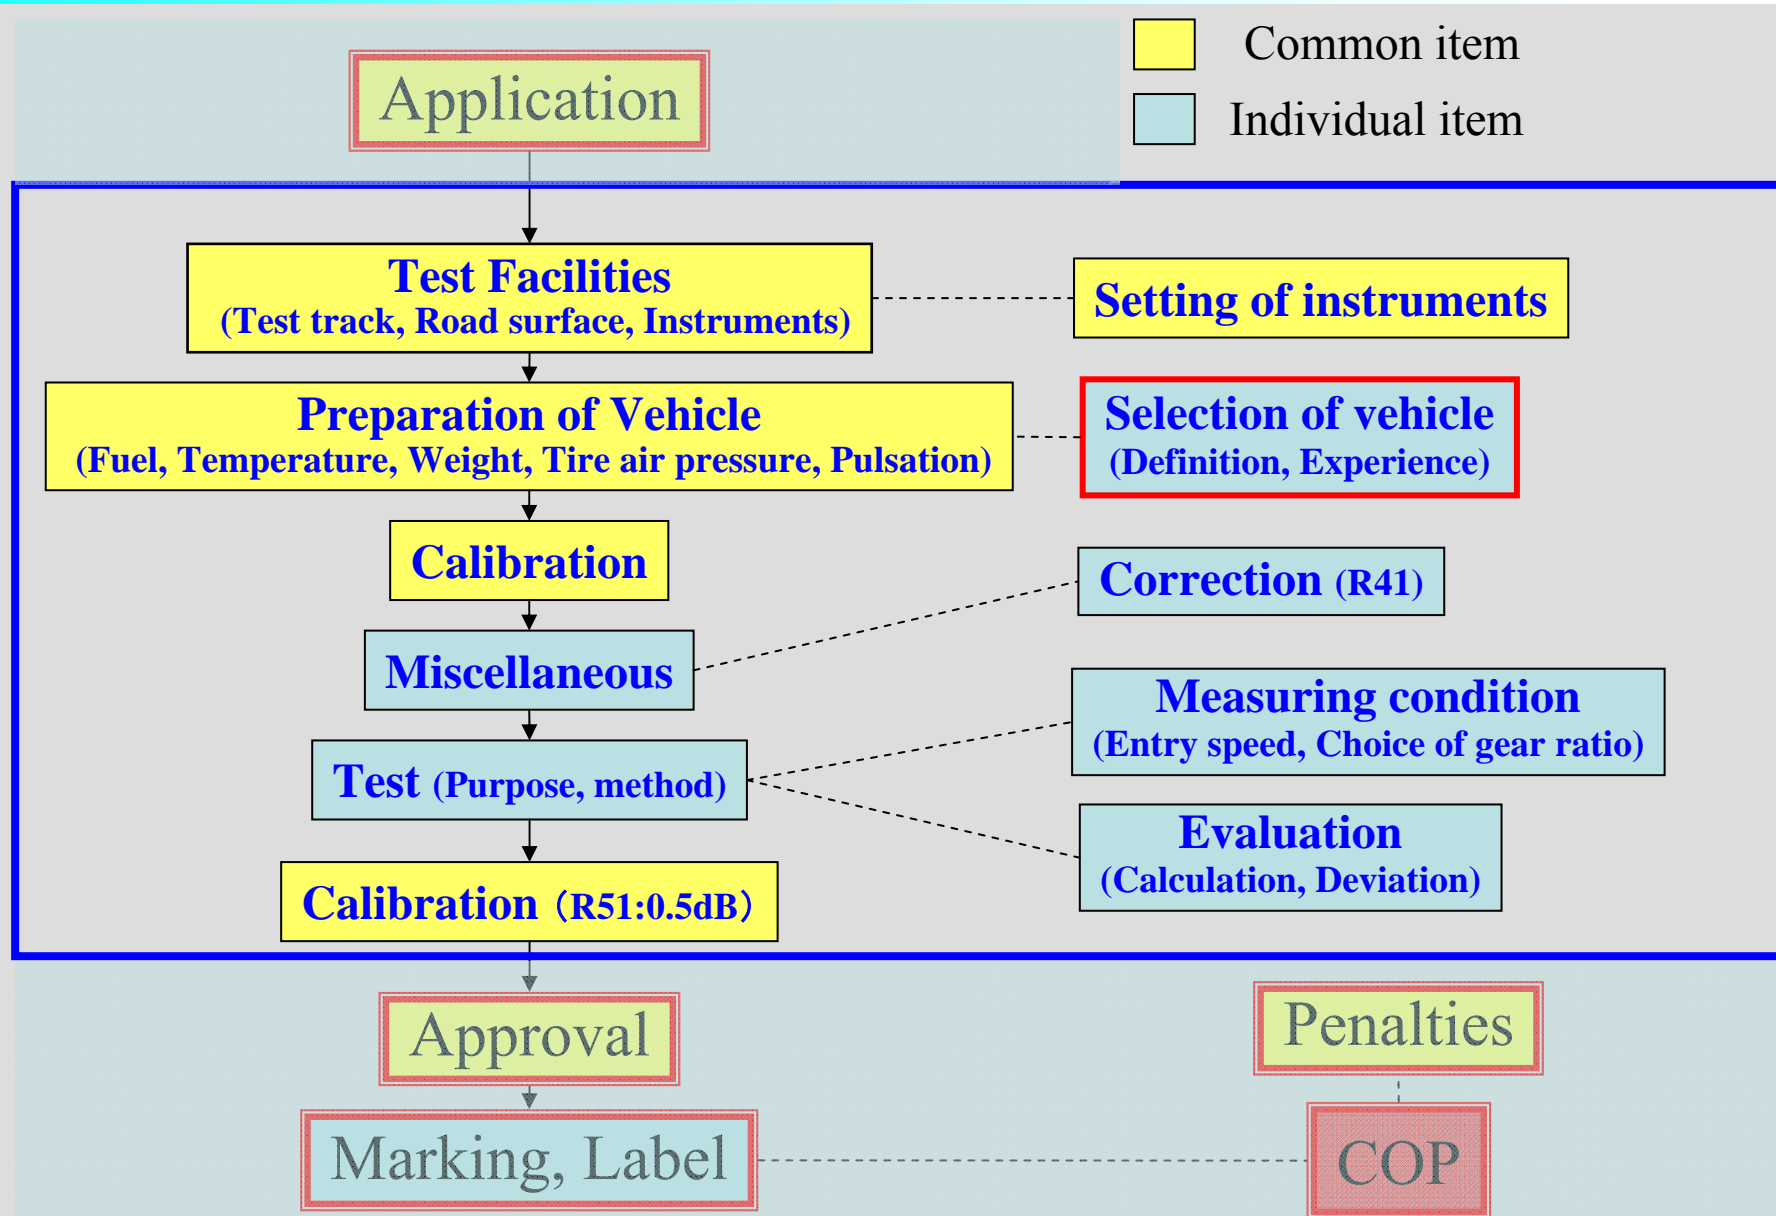 Common item
Individual item
Application
Test Facilities
(Test track, Road surface, Instruments)
Setting of instruments
Preparation of Vehicle
(Fuel, Temperature, Weight, Tire air pressure, Pulsation)
Selection of vehicle
(Definition, Experience)
Calibration
Correction (R41)
Miscellaneous
Measuring condition
(Entry speed, Choice of gear ratio)
Test (Purpose, method)
Evaluation
(Calculation, Deviation)
Calibration（R51:0.5dB）
Approval
Penalties
Marking, Label
COP